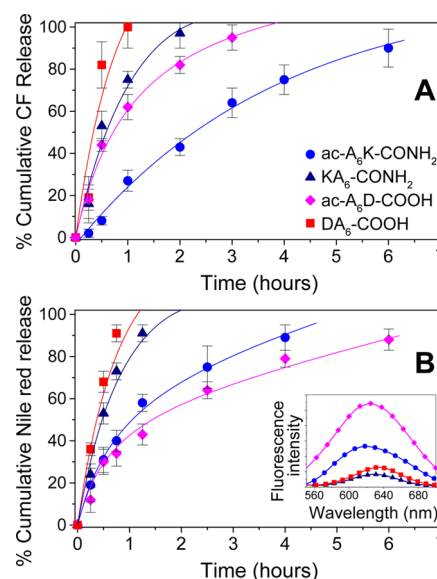 % Cumulative CF Release
100
80
60
40
20
0
A
ac-A₆K-CONH₂
KA₆-CONH₂
ac-A₆D-COOH
DA₆-COOH
0 1 2 3 4 5 6
Time (hours)
% Cumulative Nile red release
100
80
60
40
20
0
B
Fluorescence
intensity
560 600 640 680
Wavelength (nm)
0 1 2 3 4 5 6
Time (hours)